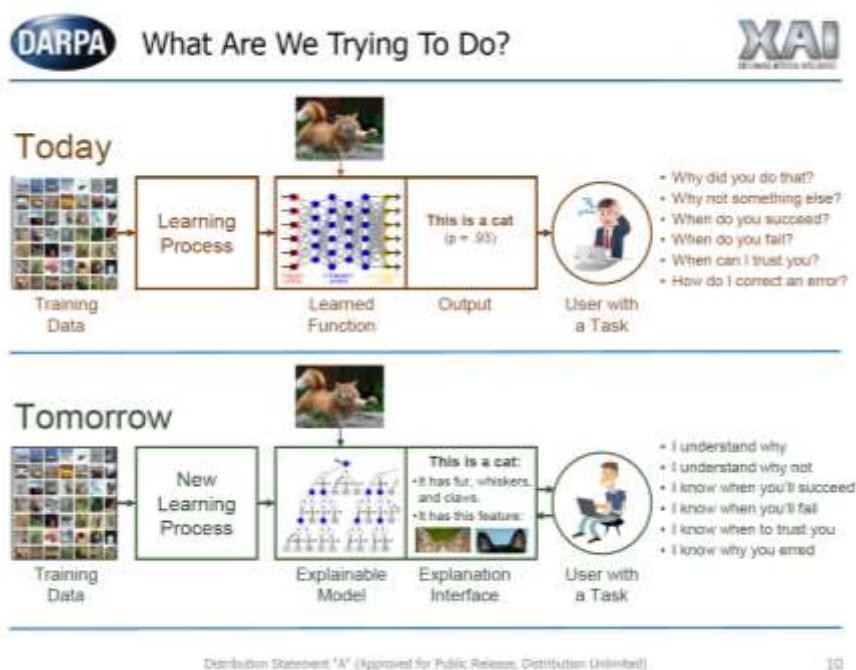 DARPA
What Are We Trying To Do?
XAI
Today
Learning
Process
This is a cat
(p = .93)
Training
Data
Learned
Function
Output
User with
a Task
• Why did you do that?
• Why not something else?
• When do you succeed?
• When do you fail?
• When can I trust you?
• How do I correct an error?
Tomorrow
New
Learning
Process
This is a cat:
•It has fur, whiskers,
and claws.
•It has this feature:
Training
Data
Explainable
Model
Explanation
Interface
User with
a Task
• I understand why
• I understand why not
• I know when you'll succeed
• I know when you'll fail
• I know when to trust you
• I know why you erred
Distribution Statement "A" (Approved for Public Release, Distribution Unlimited)
10